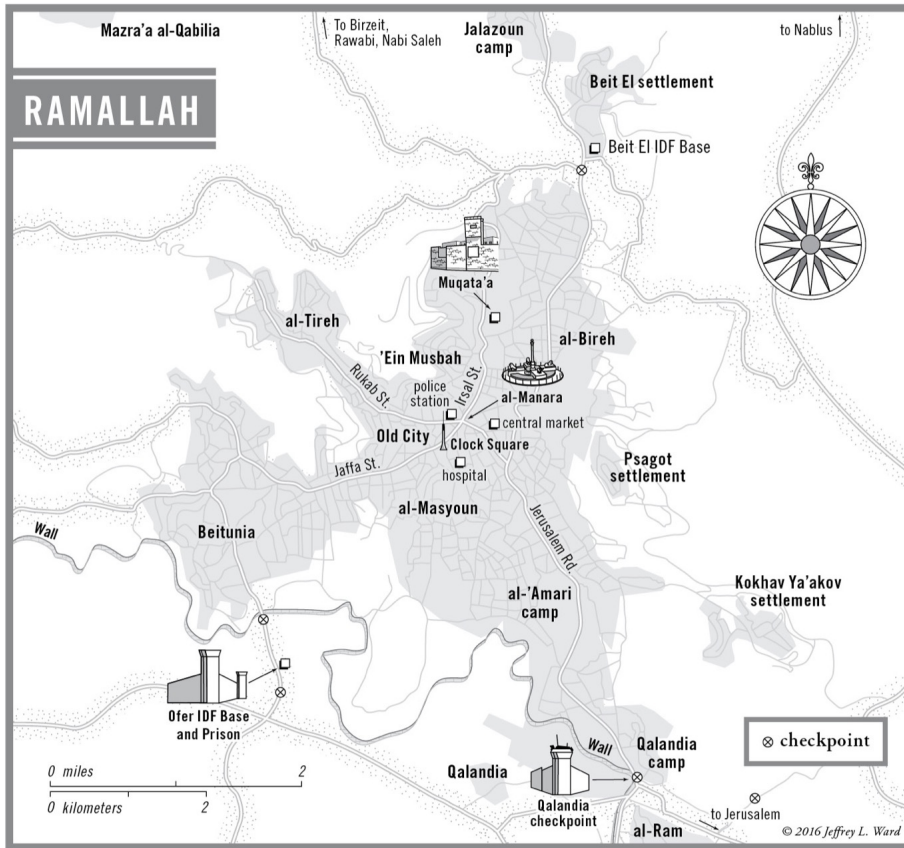 Mazra'a al-Qabilia
To Birzeit,
Rawabi, Nabi Saleh
Jalazoun
camp
to Nablus
RAMALLAH
Beit El settlement
Beit El IDF Base
Muqata'a
al-Tireh
'Ein Musbah
al-Bireh
Rukab St.
police
station
Irsal St.
al-Manara
central market
Old City
Clock Square
Jaffa St.
hospital
Psagot
settlement
al-Masyoun
Wall
Beitunia
Jerusalem Rd.
al-'Amari
camp
Kokhav Ya'akov
settlement
Ofer IDF Base
and Prison
checkpoint
Wall
Qalandia
camp
Qalandia
0 miles 2
0 kilometers 2
Qalandia
checkpoint
to Jerusalem
al-Ram
© 2016 Jeffrey L. Ward